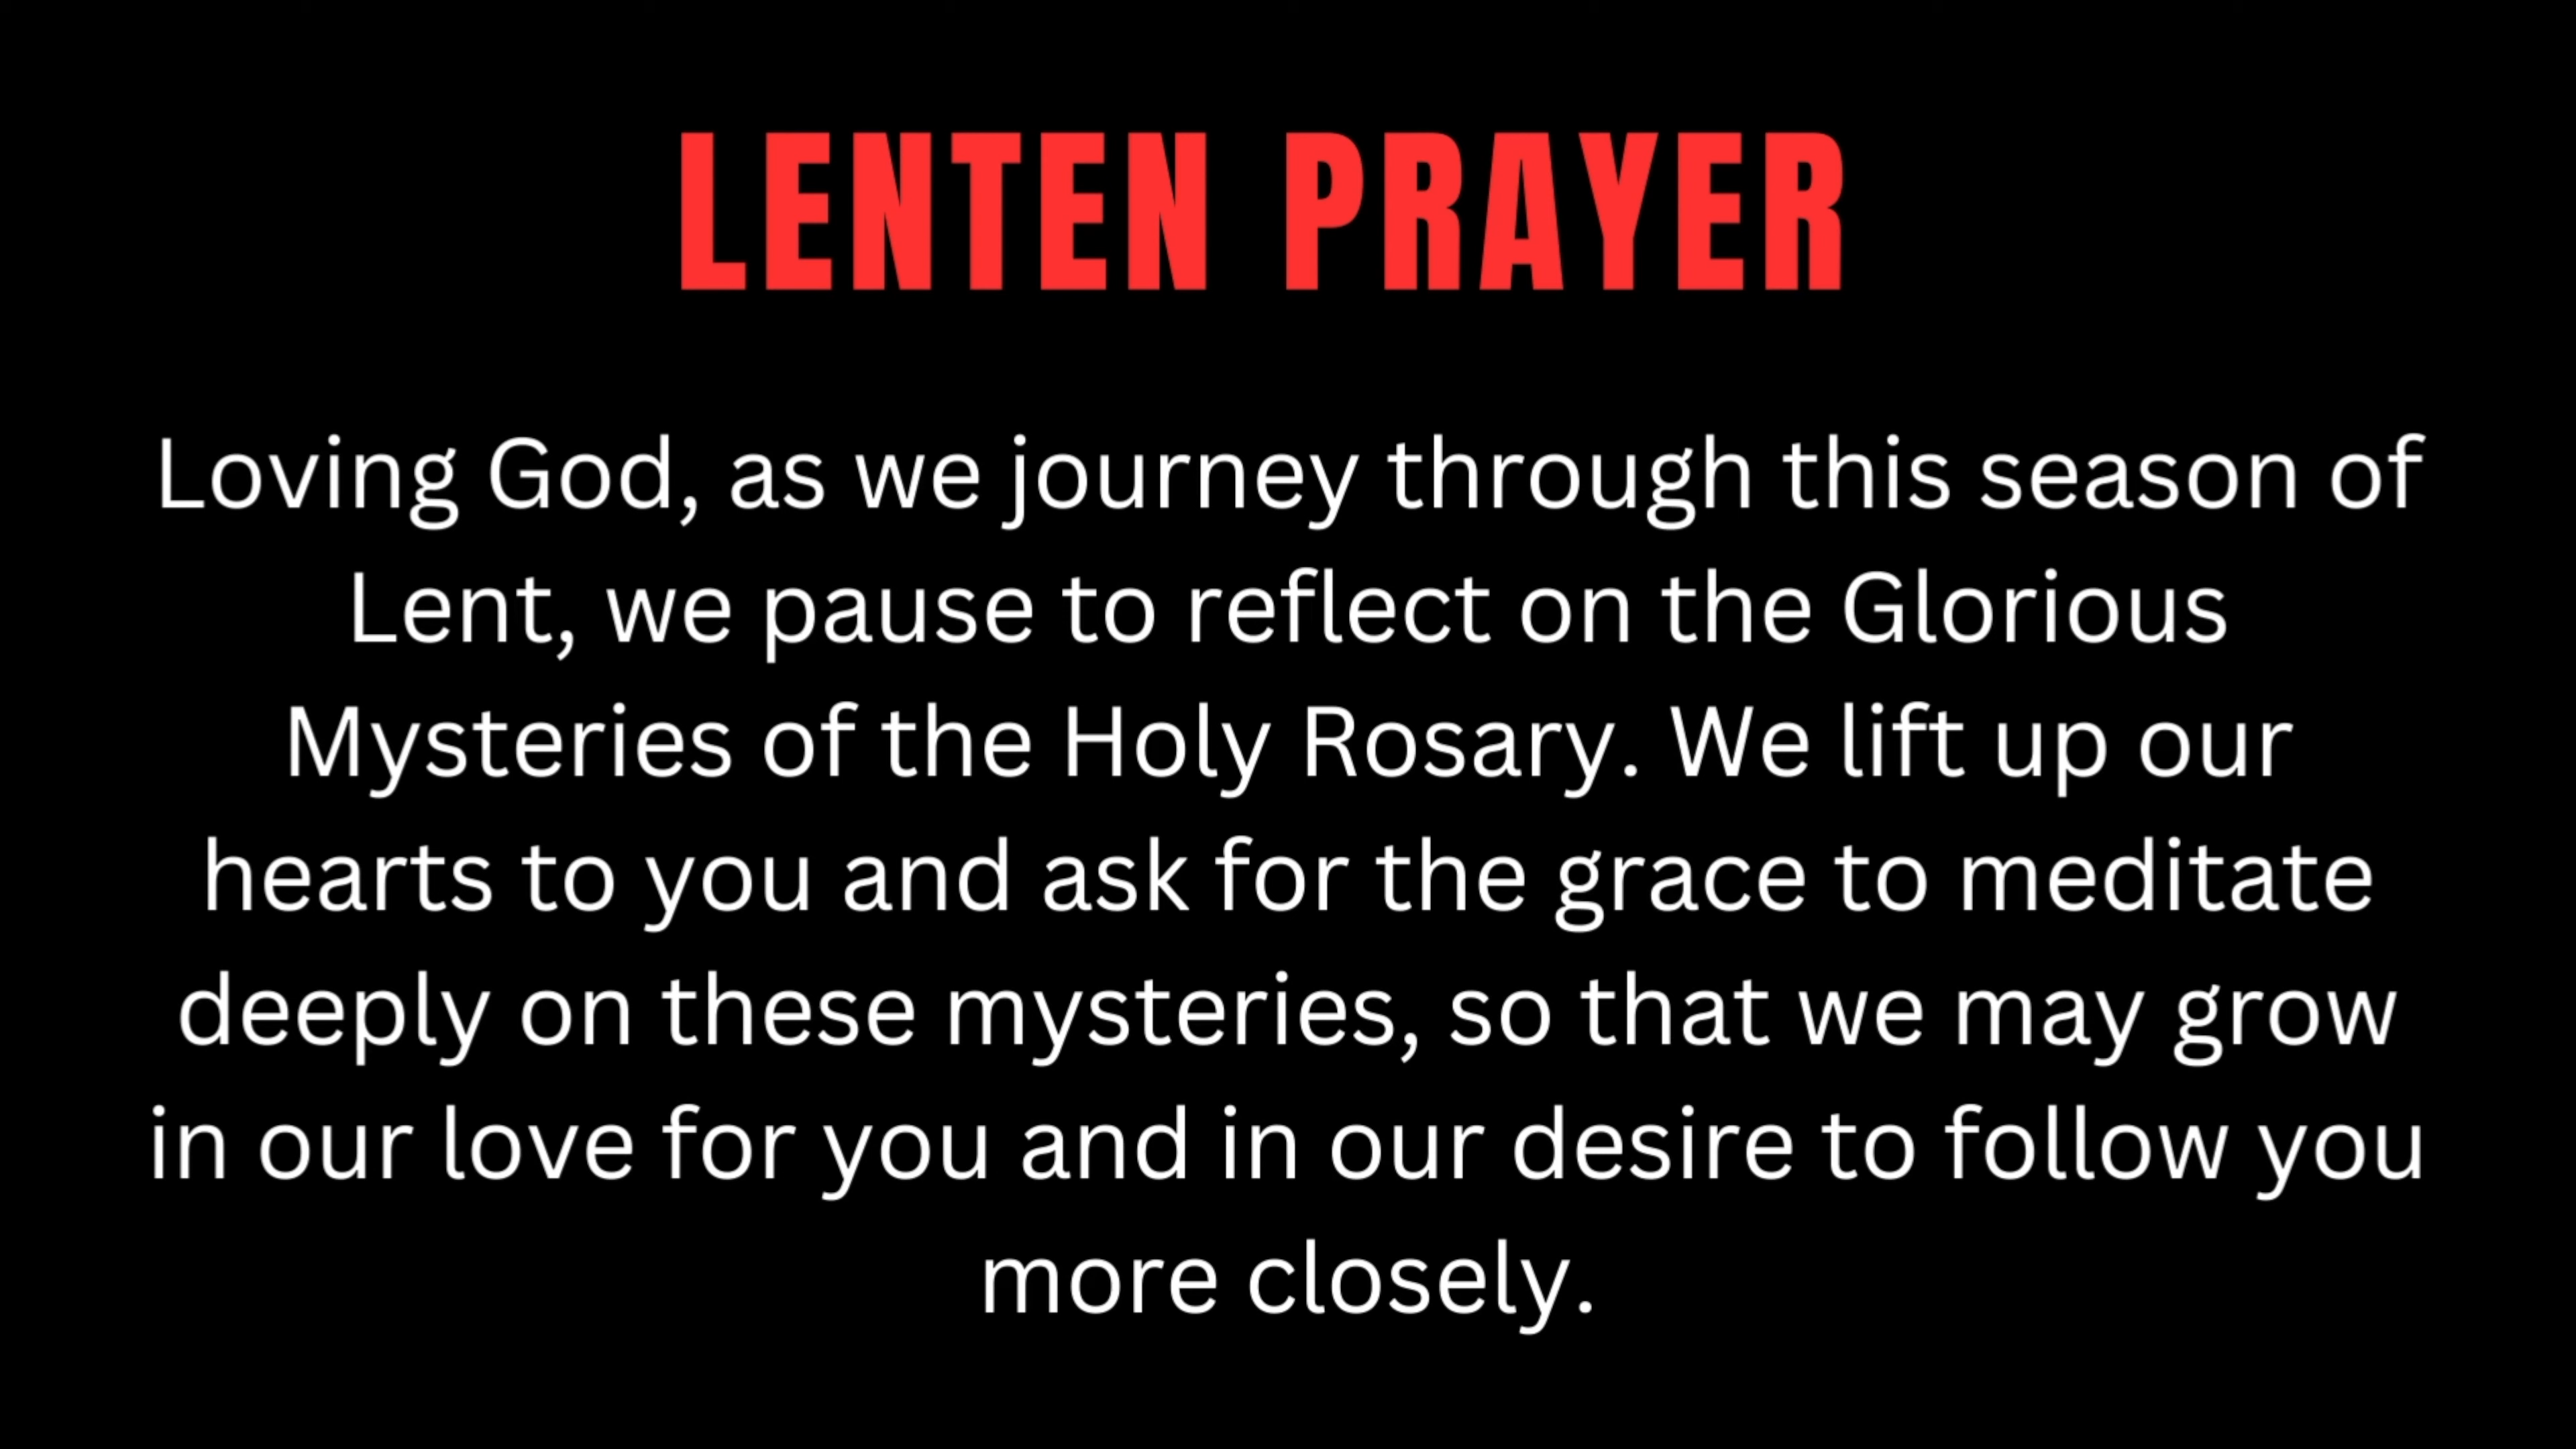 LENTEN PRAYER
Loving God, as we journey through this season of
Lent, we pause to reflect on the Glorious
Mysteries of the Holy Rosary. We lift up our
hearts to you and ask for the grace to meditate
deeply on these mysteries, so that we may grow
in our love for you and in our desire to follow you
more closely.